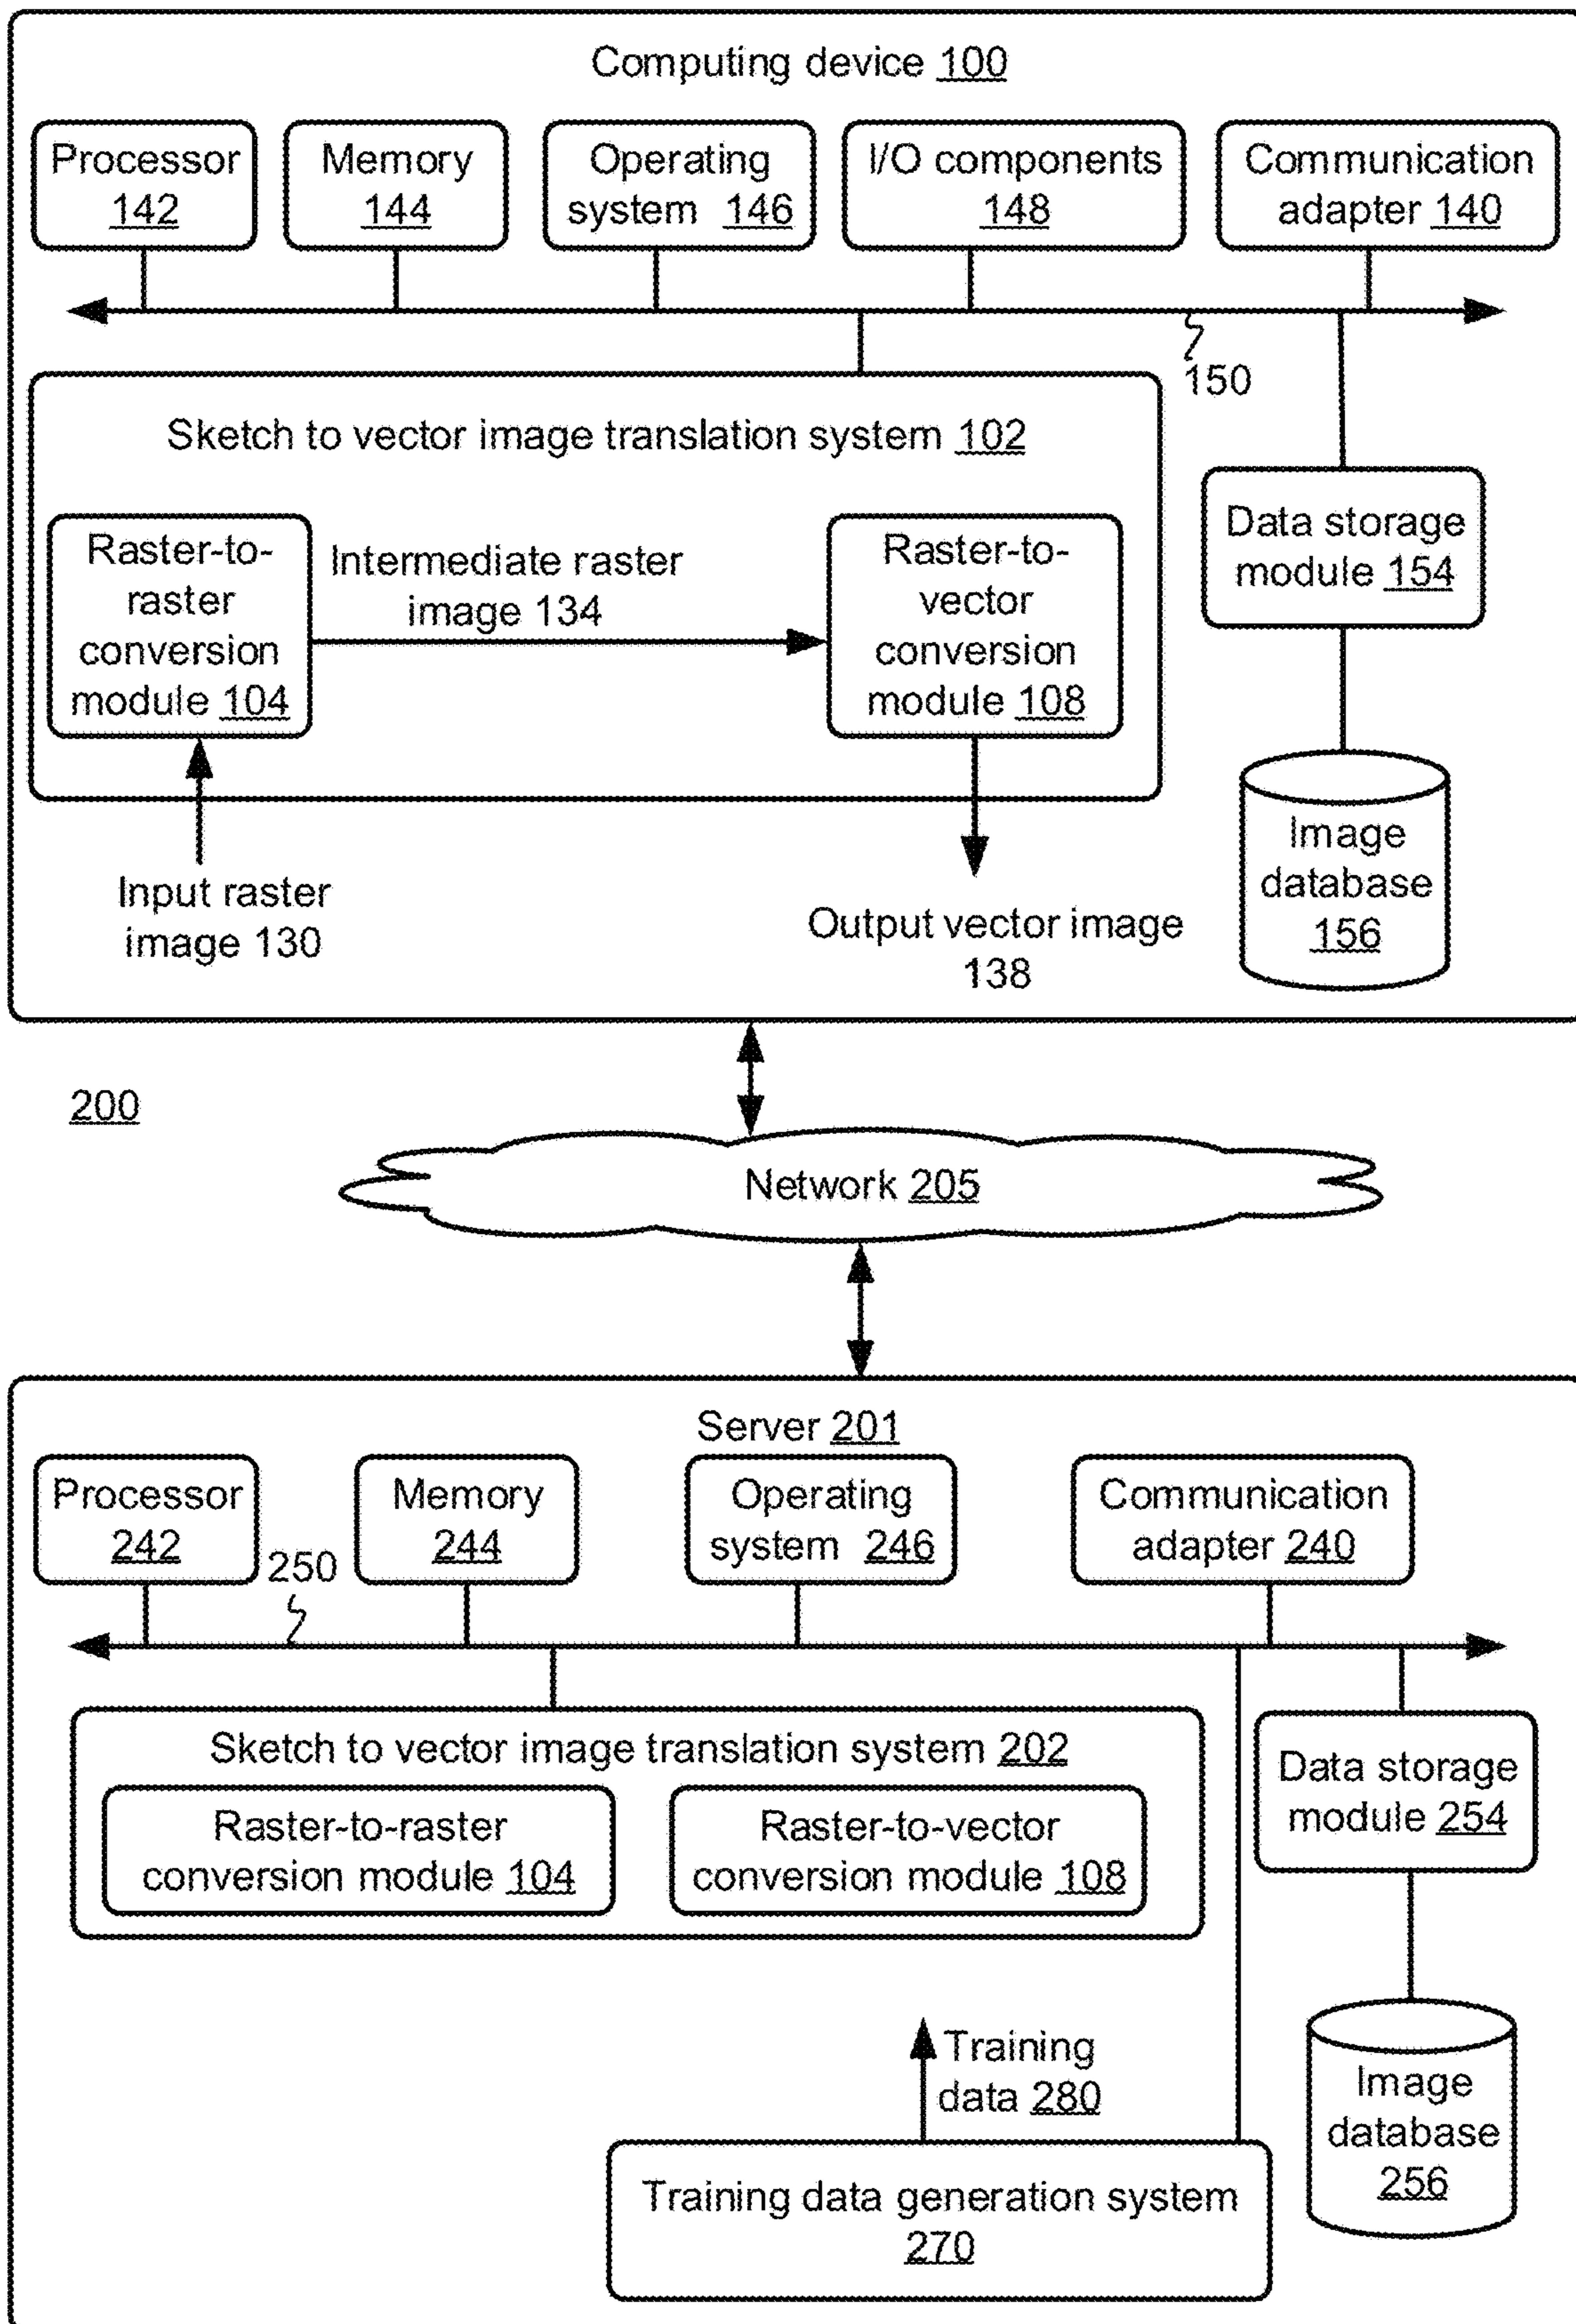 Computing device 100
Processor
142
Memory
144
Operating
system 146
I/O components
148
Communication
adapter 140
150
Sketch to vector image translation system 102
Raster-to-
raster
conversion
module 104
Intermediate raster
image 134
Raster-to-
vector
conversion
module 108
Data storage
module 154
Input raster
image 130
Output vector image
138
Image
database
156
200
Network 205
Server 201
Processor
242
250
Memory
244
Operating
system 246
Communication
adapter 240
Sketch to vector image translation system 202
Raster-to-raster
conversion module 104
Raster-to-vector
conversion module 108
Data storage
module 254
Training
data 280
Image
database
256
Training data generation system
270